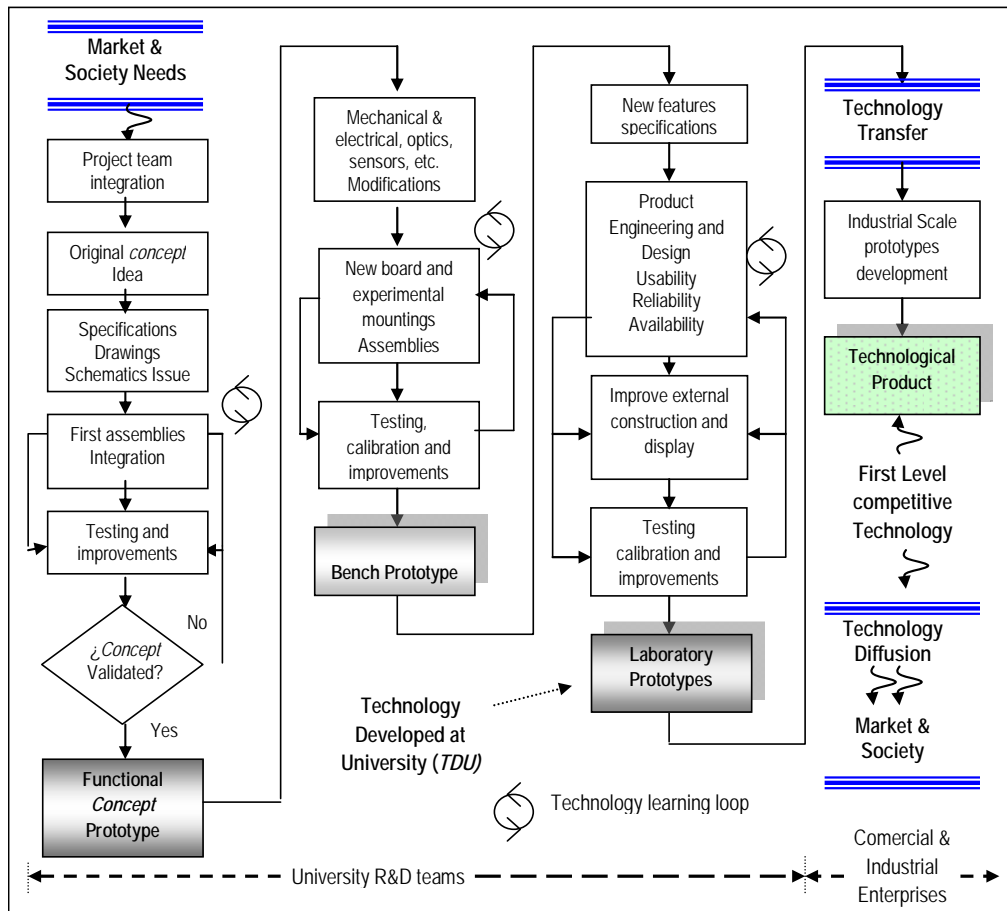 Market &
Society Needs
Project team
integration
Original concept
Idea
Specifications
Drawings
Schematics Issue
First assemblies
Integration
Testing and
improvements
No
¿Concept
Validated?
Yes
Functional
Concept
Prototype
Mechanical &
electrical, optics,
sensors, etc.
Modifications
New board and
experimental
mountings
Assemblies
Testing,
calibration and
improvements
Bench Prototype
New features
specifications
Product
Engineering and
Design
Usability
Reliability
Availability
Improve external
construction and
display
Testing
calibration and
improvements
Laboratory
Prototypes
Technology
Developed at
University (TDU)
Technology learning loop
Technology
Transfer
Industrial Scale
prototypes
development
Technological
Product
First Level
competitive
Technology
Technology
Diffusion
Market &
Society
University R&D teams
Comercial &
Industrial
Enterprises